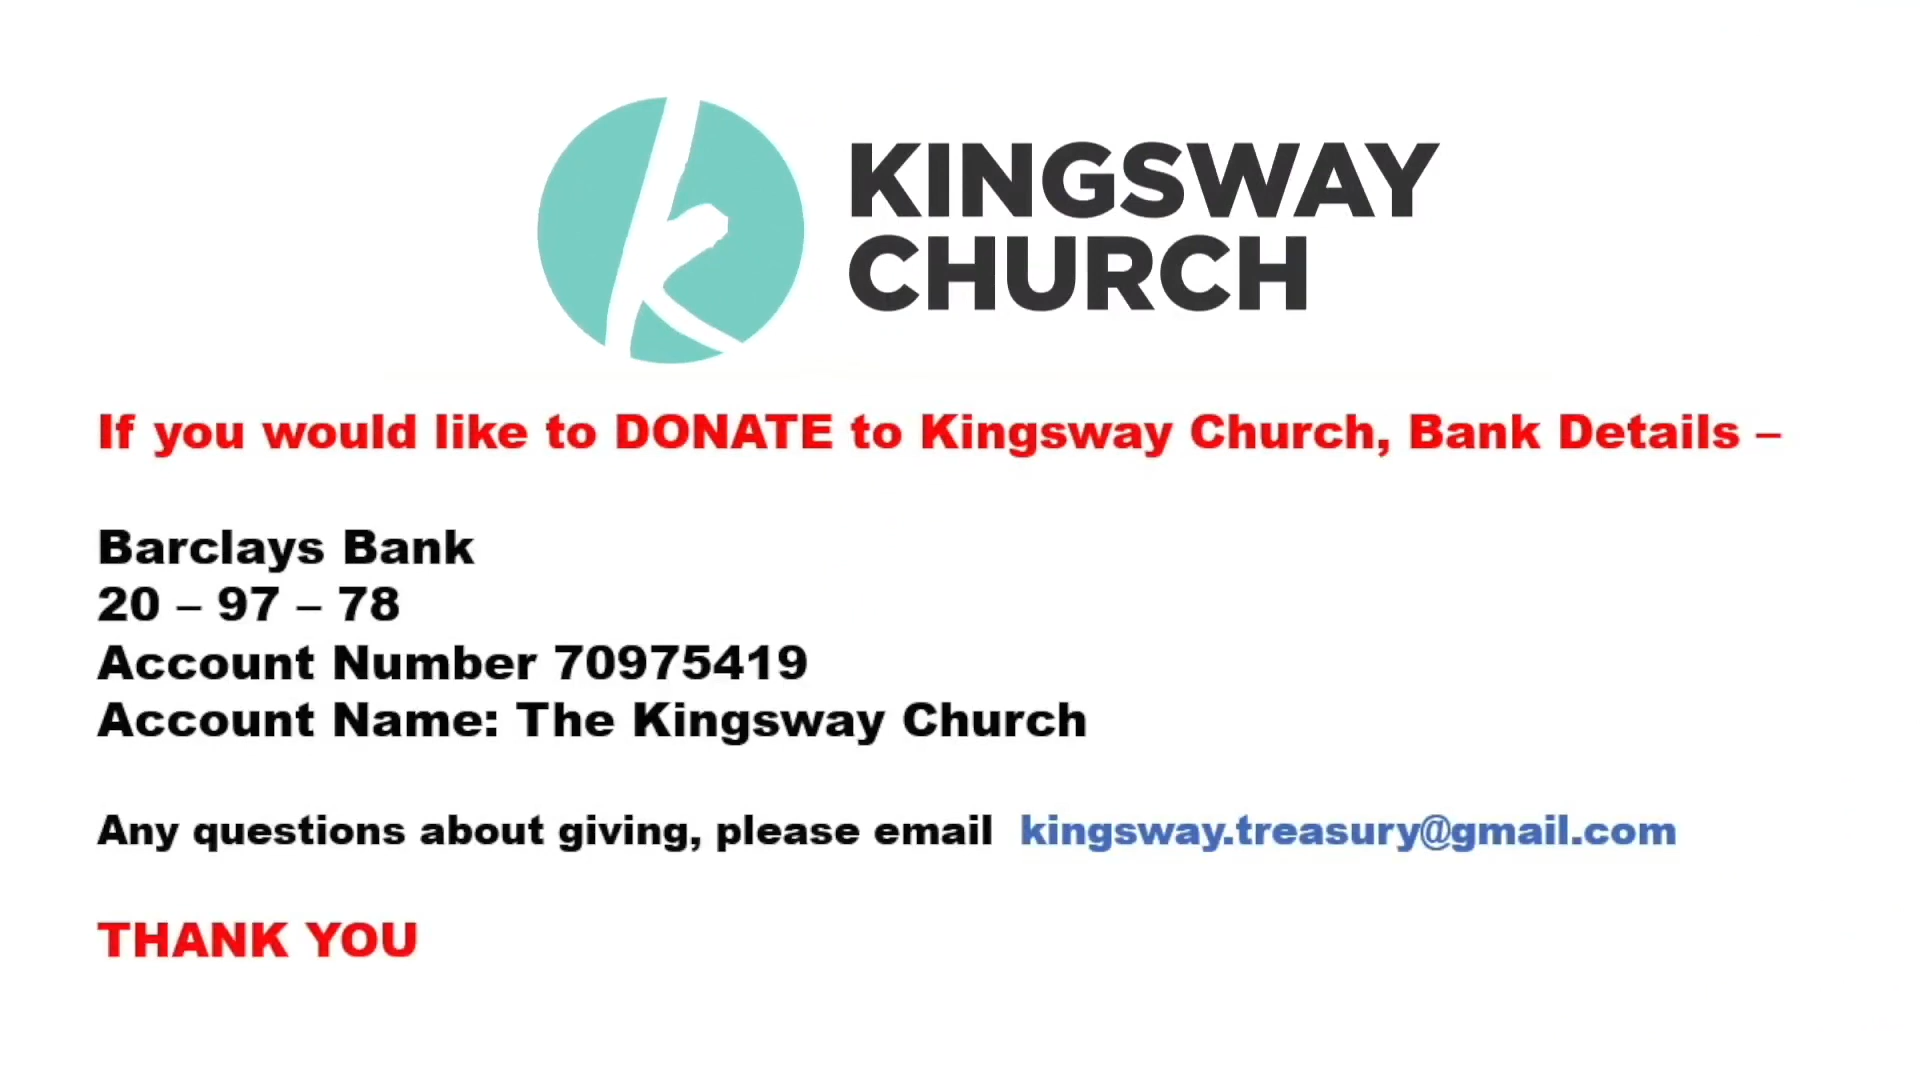 KINGSWAY
CHURCH
If you would like to DONATE to Kingsway Church, Bank Details –
Barclays Bank
20 – 97 – 78
Account Number 70975419
Account Name: The Kingsway Church
Any questions about giving, please email kingsway.treasury@gmail.com
THANK YOU